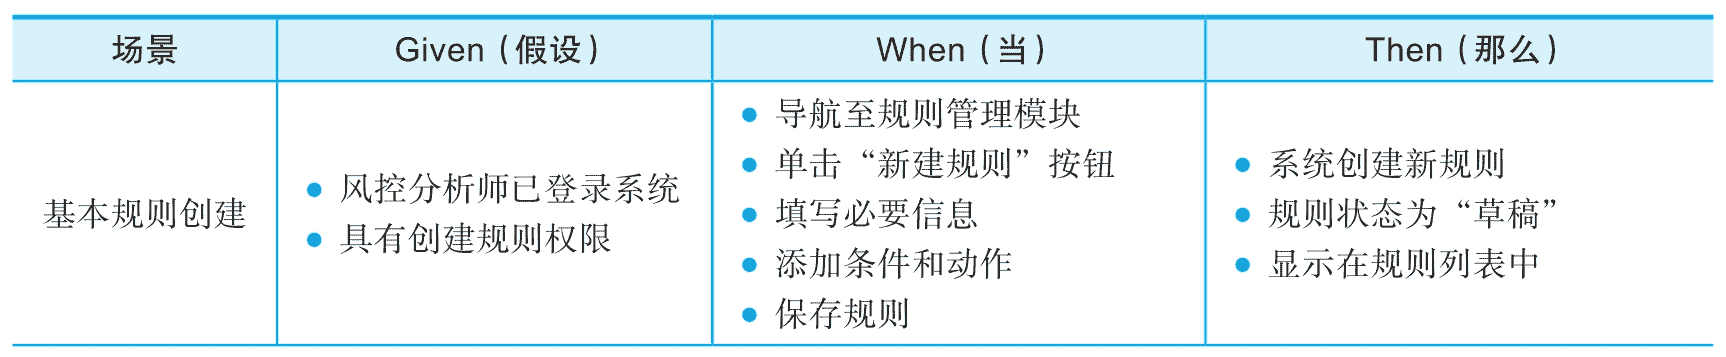 场景
Given（假设）
When（当）
Then（那么）
基本规则创建
● 风控分析师已登录系统
● 具有创建规则权限
● 导航至规则管理模块
● 单击“新建规则”按钮
● 填写必要信息
● 添加条件和动作
● 保存规则
● 系统创建新规则
● 规则状态为“草稿”
● 显示在规则列表中